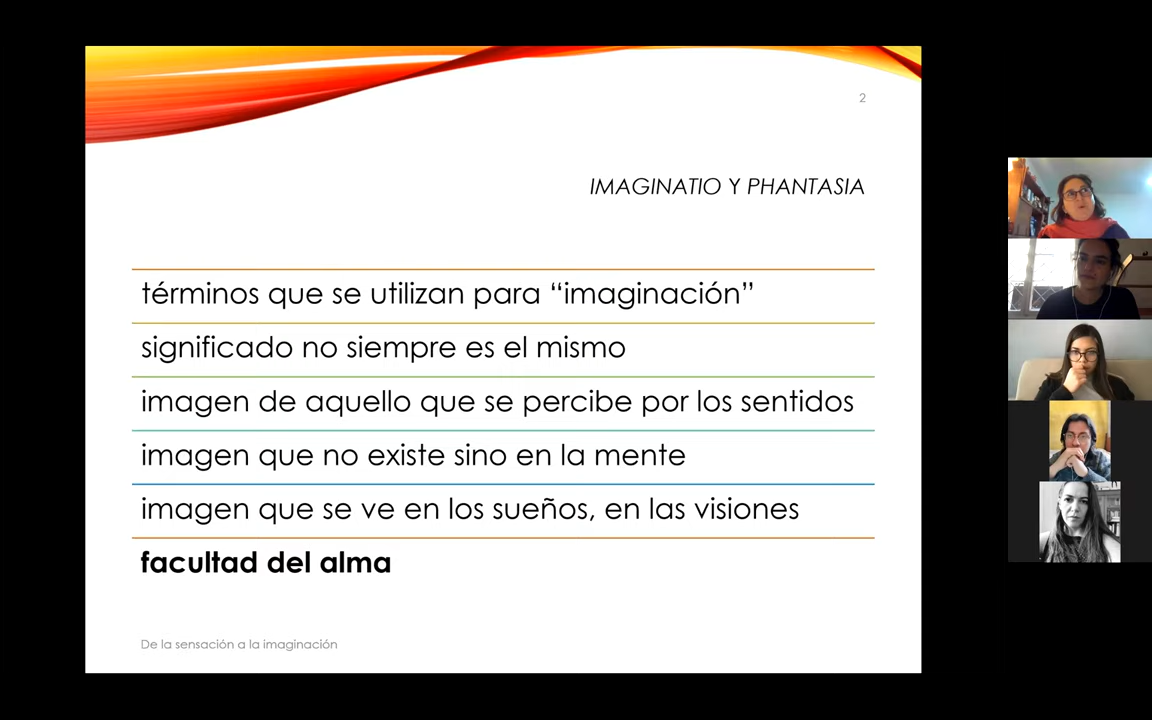 2
IMAGINATIO Y PHANTASIA
términos que se utilizan para “imaginación”
significado no siempre es el mismo
imagen de aquello que se percibe por los sentidos
imagen que no existe sino en la mente
imagen que se ve en los sueños, en las visiones
facultad del alma
De la sensación a la imaginación